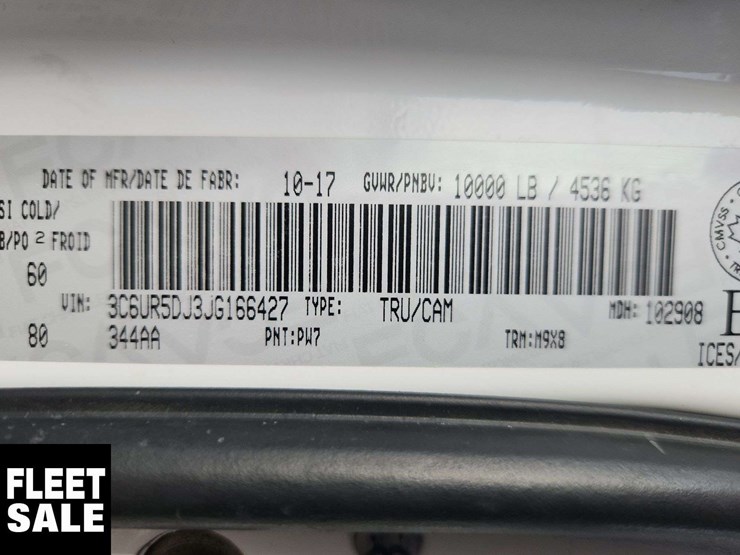 DATE OF MFR/DATE DE FABR: 10-17 GVWR/PNBV: 10000 LB / 4536 KG
SI COLD/
B/PO 2 FROID
60
VIN: 3C6UR5DJ3JG166427 TYPE: TRU/CAM MDH: 102908
80 344AA PNT:PW7 TRM:M9X8
ICES/
CMVSS
FLEET
SALE